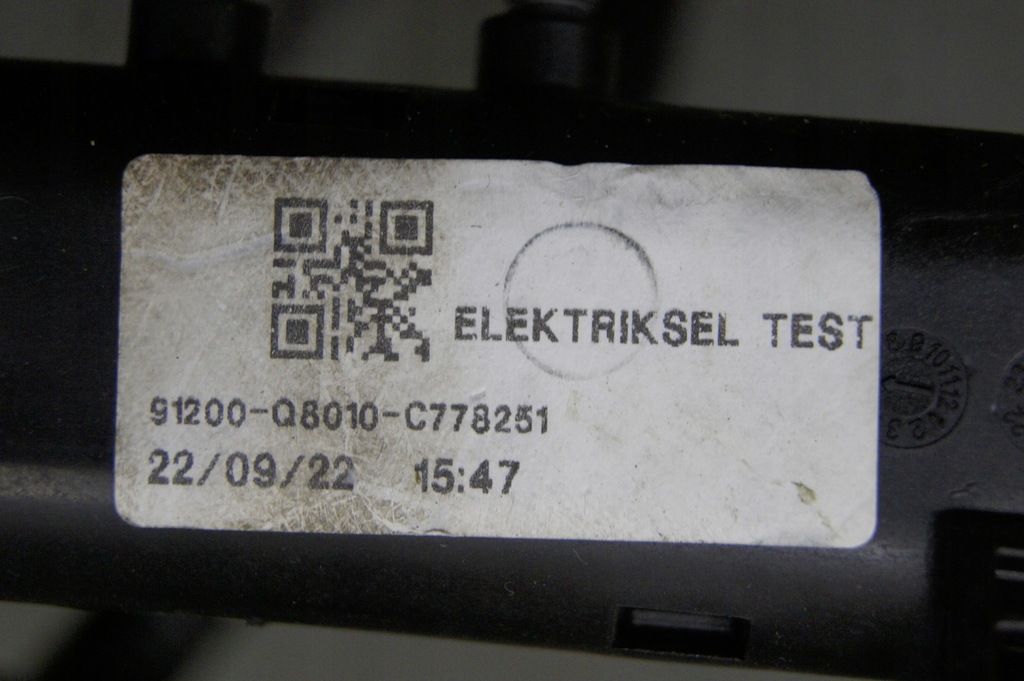 ELEKTRIKSEL TEST
91200-Q8010-C778251
22/09/22 15:47